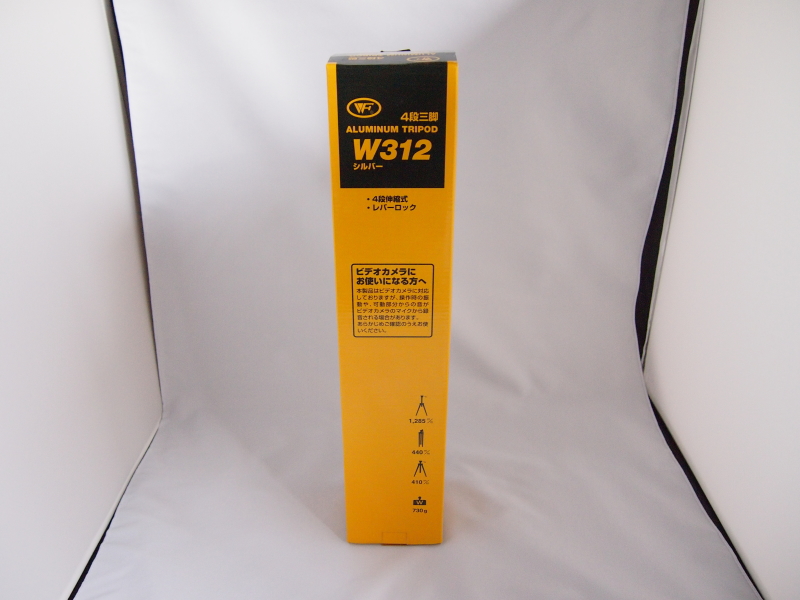 WF
4段三脚
ALUMINUM TRIPOD
W312
シルバー
・4段伸縮式
・レバーロック
ビデオカメラに
お使いになる方へ
本製品はビデオカメラに対応
しておりますが、操作時の振
動や、可動部分からの音が
ビデオカメラのマイクから録
音される場合があります。
あらかじめご確認のうえお使
いください。
1,285m/m
440m/m
410m/m
W
730g